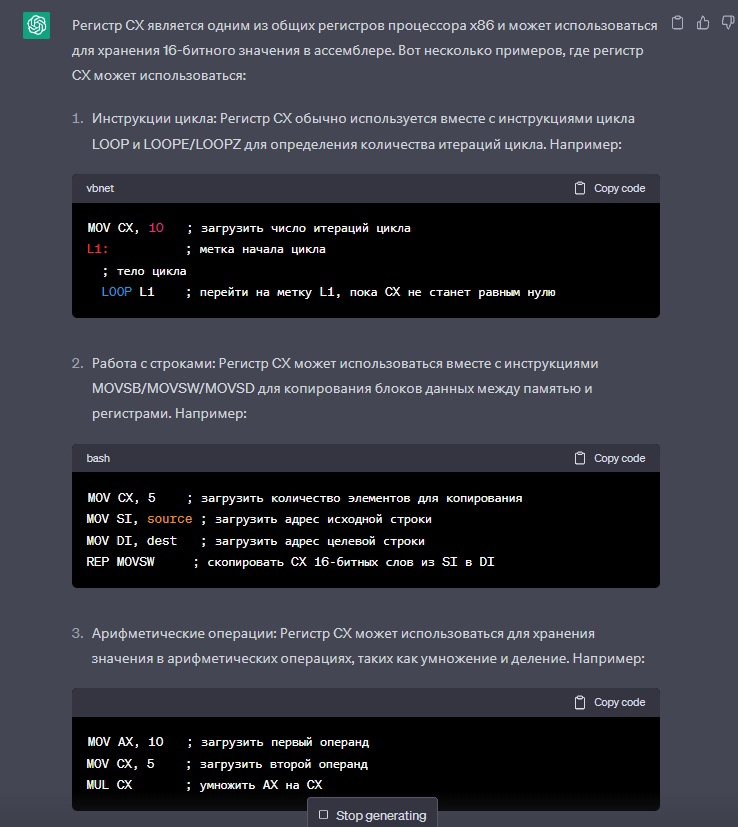 Регистр CX является одним из общих регистров процессора x86 и может использоваться
для хранения 16-битного значения в ассемблере. Вот несколько примеров, где регистр
CX может использоваться:
1. Инструкции цикла: Регистр CX обычно используется вместе с инструкциями цикла
LOOP и LOOPE/LOOPZ для определения количества итераций цикла. Например:
vbnet Copy code
MOV CX, 10 ; загрузить число итераций цикла
L1: ; метка начала цикла
; тело цикла
LOOP L1 ; перейти на метку L1, пока CX не станет равным нулю
2. Работа с строками: Регистр CX может использоваться вместе с инструкциями
MOVSB/MOVSW/MOVSD для копирования блоков данных между памятью и
регистрами. Например:
bash Copy code
MOV CX, 5 ; загрузить количество элементов для копирования
MOV SI, source ; загрузить адрес исходной строки
MOV DI, dest ; загрузить адрес целевой строки
REP MOVSW ; скопировать CX 16-битных слов из SI в DI
3. Арифметические операции: Регистр CX может использоваться для хранения
значения в арифметических операциях, таких как умножение и деление. Например:
Copy code
MOV AX, 10 ; загрузить первый операнд
MOV CX, 5 ; загрузить второй операнд
MUL CX ; умножить AX на CX
Stop generating